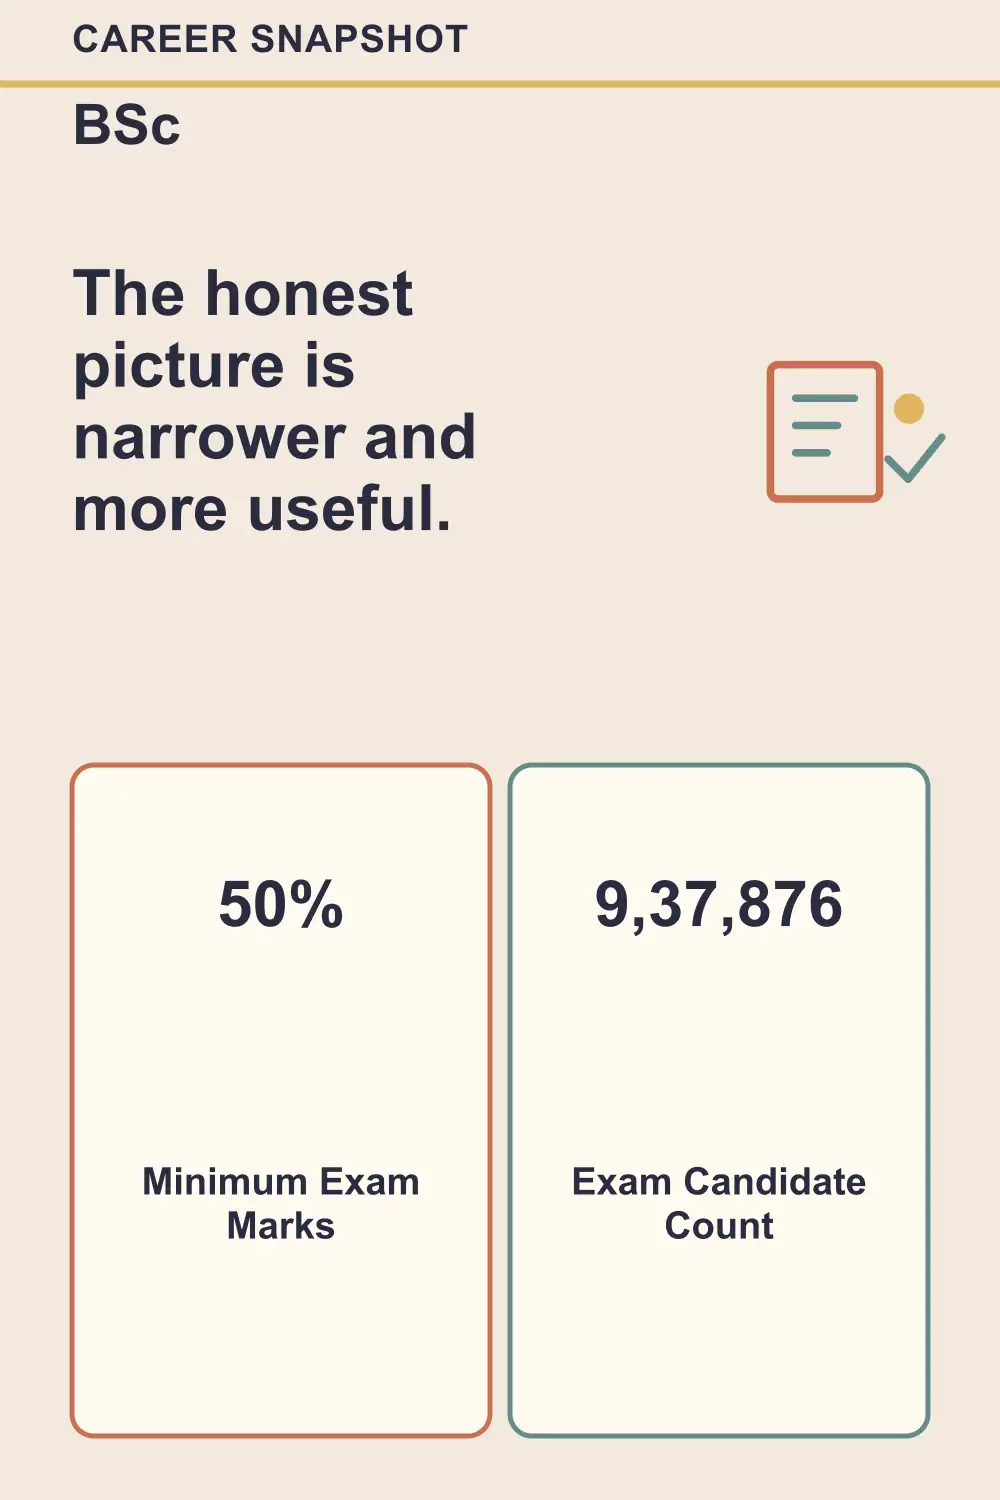 CAREER SNAPSHOT
BSc
The honest
picture is
narrower and
more useful.
50%
Minimum Exam
Marks
9,37,876
Exam Candidate
Count